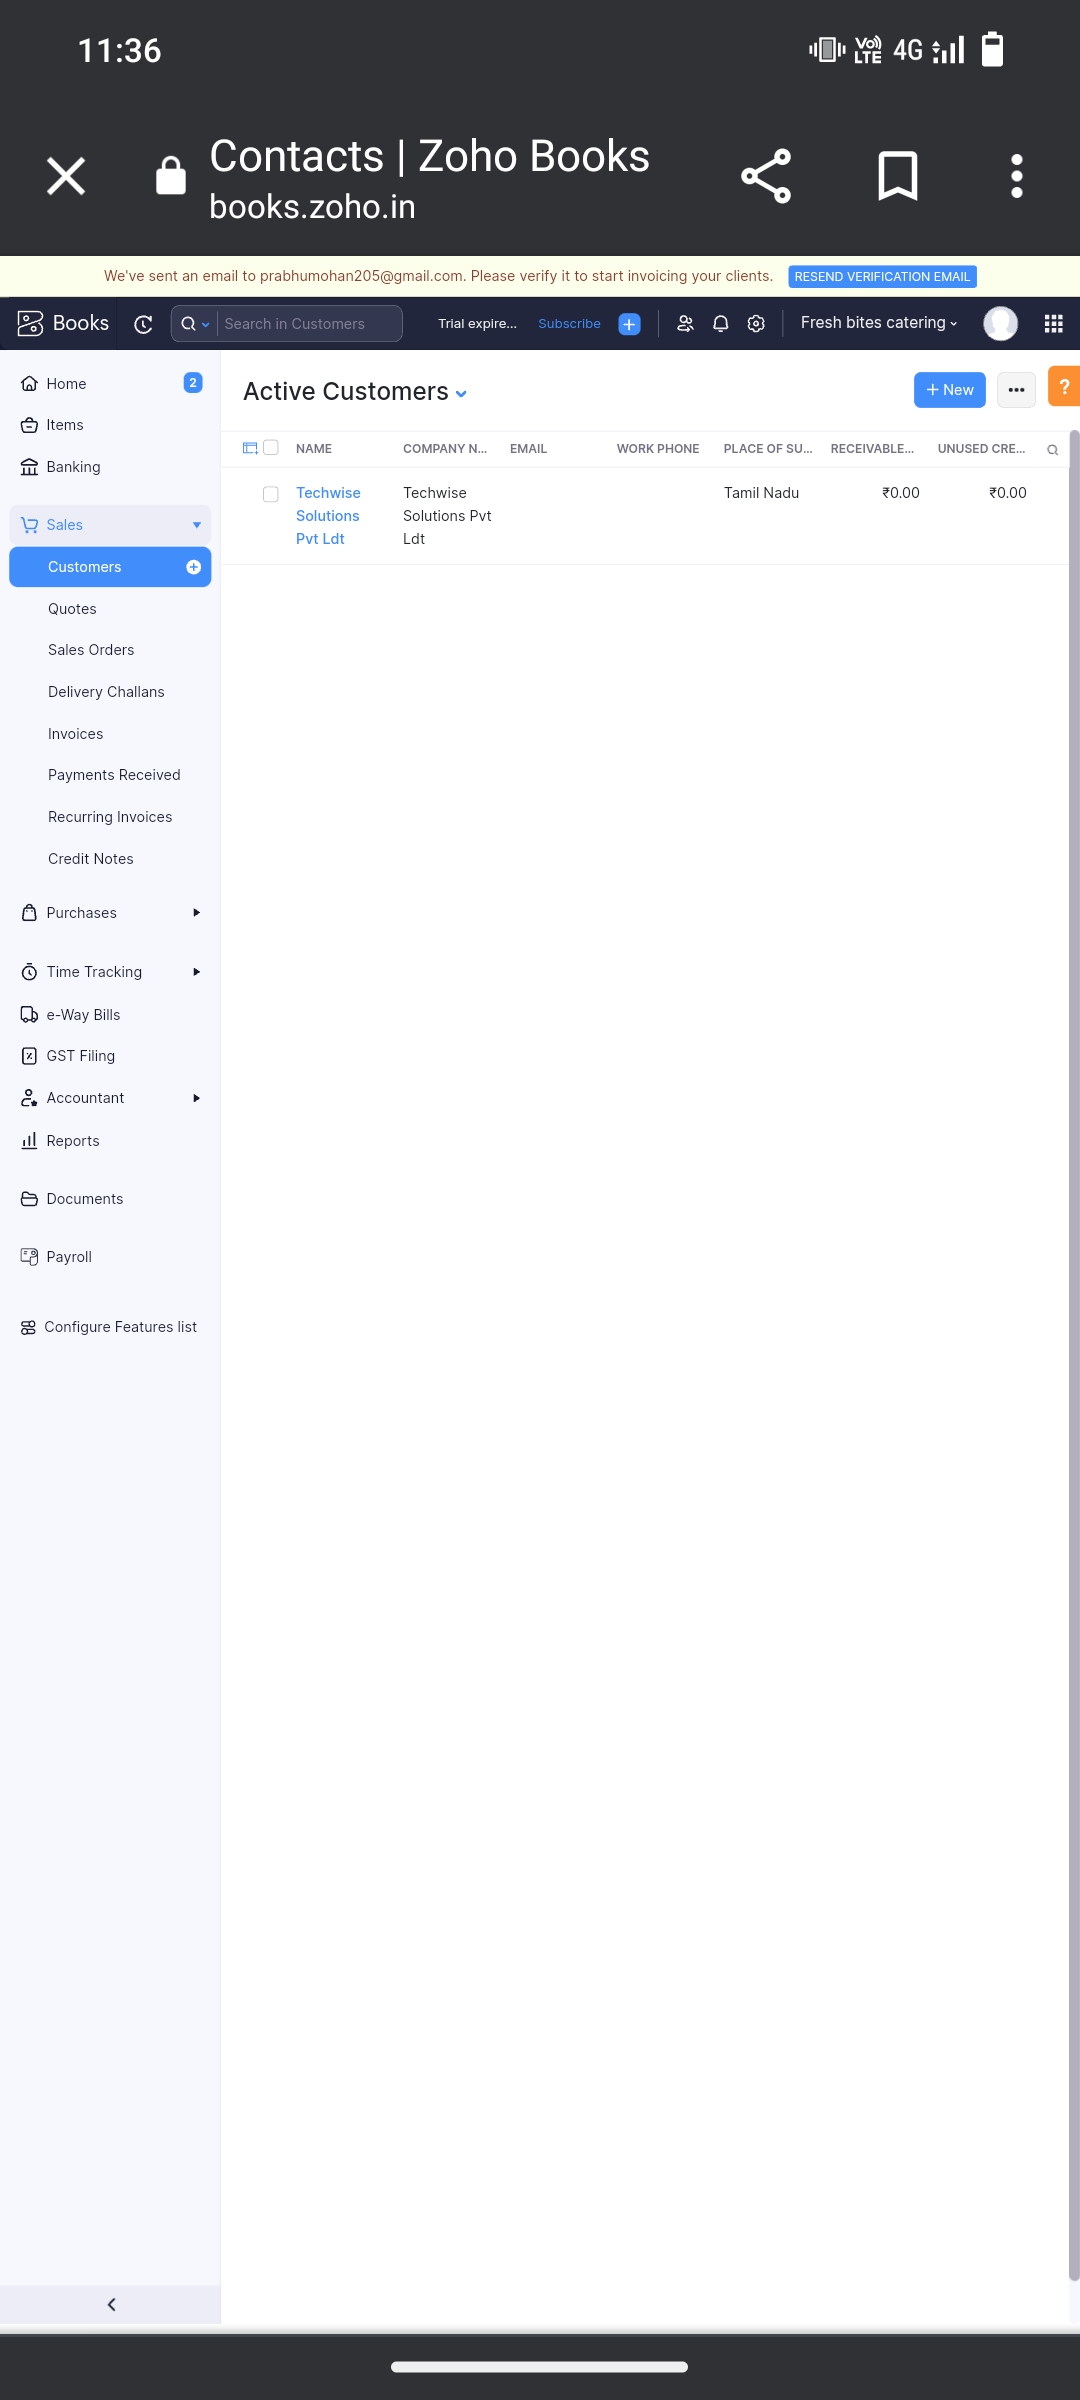 11:36
Vo) LTE 4G
Contacts | Zoho Books
books.zoho.in
We've sent an email to prabhumohan205@gmail.com. Please verify it to start invoicing your clients. RESEND VERIFICATION EMAIL
Books Search in Customers Trial expire... Subscribe Fresh bites catering
Home 2
Items
Banking
Sales
Customers
Quotes
Sales Orders
Delivery Challans
Invoices
Payments Received
Recurring Invoices
Credit Notes
Purchases
Time Tracking
e-Way Bills
GST Filing
Accountant
Reports
Documents
Payroll
Configure Features list
Active Customers + New ••• ?
NAME COMPANY N... EMAIL WORK PHONE PLACE OF SU... RECEIVABLE... UNUSED CRE...
Techwise Techwise Tamil Nadu ₹0.00 ₹0.00
Solutions Solutions Pvt
Pvt Ldt Ldt